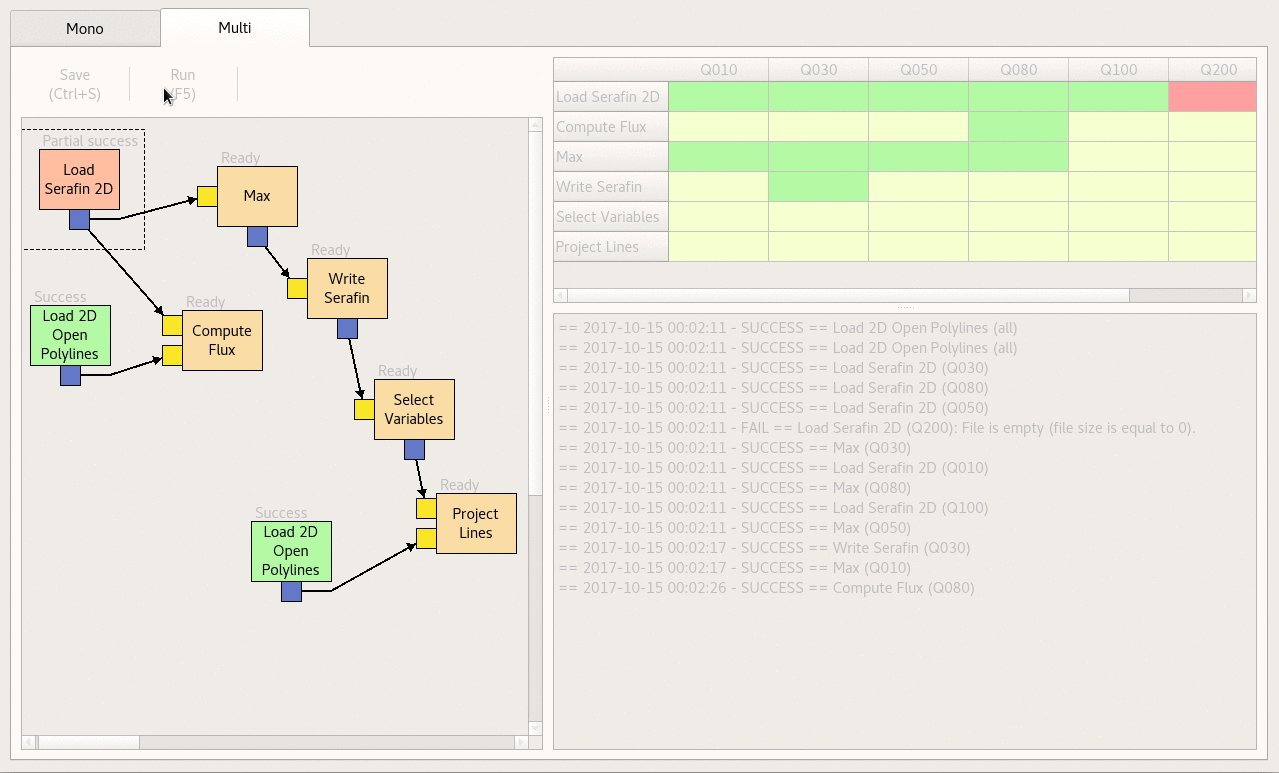 Mono
Multi
Save
(Ctrl+S)
Run
(F5)
Partial success
Load
Serafin 2D
Ready
Max
Ready
Write
Serafin
Success
Load 2D
Open
Polylines
Ready
Compute
Flux
Ready
Select
Variables
Ready
Project
Lines
Success
Load 2D
Open
Polylines
Q010 Q030 Q050 Q080 Q100 Q200
Load Serafin 2D
Compute Flux
Max
Write Serafin
Select Variables
Project Lines
== 2017-10-15 00:02:11 - SUCCESS == Load 2D Open Polylines (all)
== 2017-10-15 00:02:11 - SUCCESS == Load 2D Open Polylines (all)
== 2017-10-15 00:02:11 - SUCCESS == Load Serafin 2D (Q030)
== 2017-10-15 00:02:11 - SUCCESS == Load Serafin 2D (Q080)
== 2017-10-15 00:02:11 - SUCCESS == Load Serafin 2D (Q050)
== 2017-10-15 00:02:11 - FAIL == Load Serafin 2D (Q200): File is empty (file size is equal to 0).
== 2017-10-15 00:02:11 - SUCCESS == Max (Q030)
== 2017-10-15 00:02:11 - SUCCESS == Load Serafin 2D (Q010)
== 2017-10-15 00:02:11 - SUCCESS == Max (Q080)
== 2017-10-15 00:02:11 - SUCCESS == Load Serafin 2D (Q100)
== 2017-10-15 00:02:11 - SUCCESS == Max (Q050)
== 2017-10-15 00:02:17 - SUCCESS == Write Serafin (Q030)
== 2017-10-15 00:02:17 - SUCCESS == Max (Q010)
== 2017-10-15 00:02:26 - SUCCESS == Compute Flux (Q080)